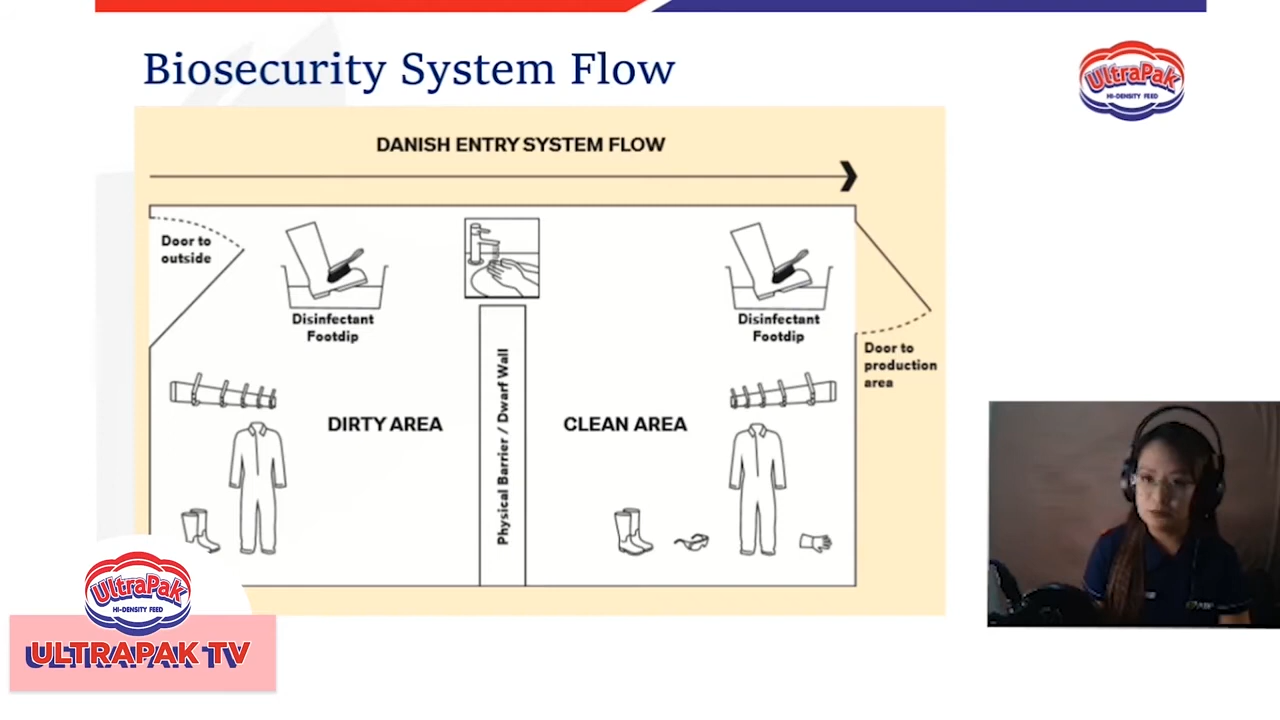 Biosecurity System Flow
UltraPak
HI-DENSITY FEED
DANISH ENTRY SYSTEM FLOW
Door to
outside
Disinfectant
Footdip
Disinfectant
Footdip
Door to
production
area
DIRTY AREA
Physical Barrier / Dwarf Wall
CLEAN AREA
UltraPak
HI-DENSITY FEED
ULTRAPAK TV